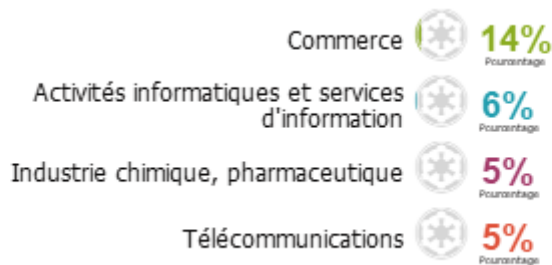 Commerce 14%
Pourcentage
Activités informatiques et services
d'information 6%
Pourcentage
Industrie chimique, pharmaceutique 5%
Pourcentage
Télécommunications 5%
Pourcentage